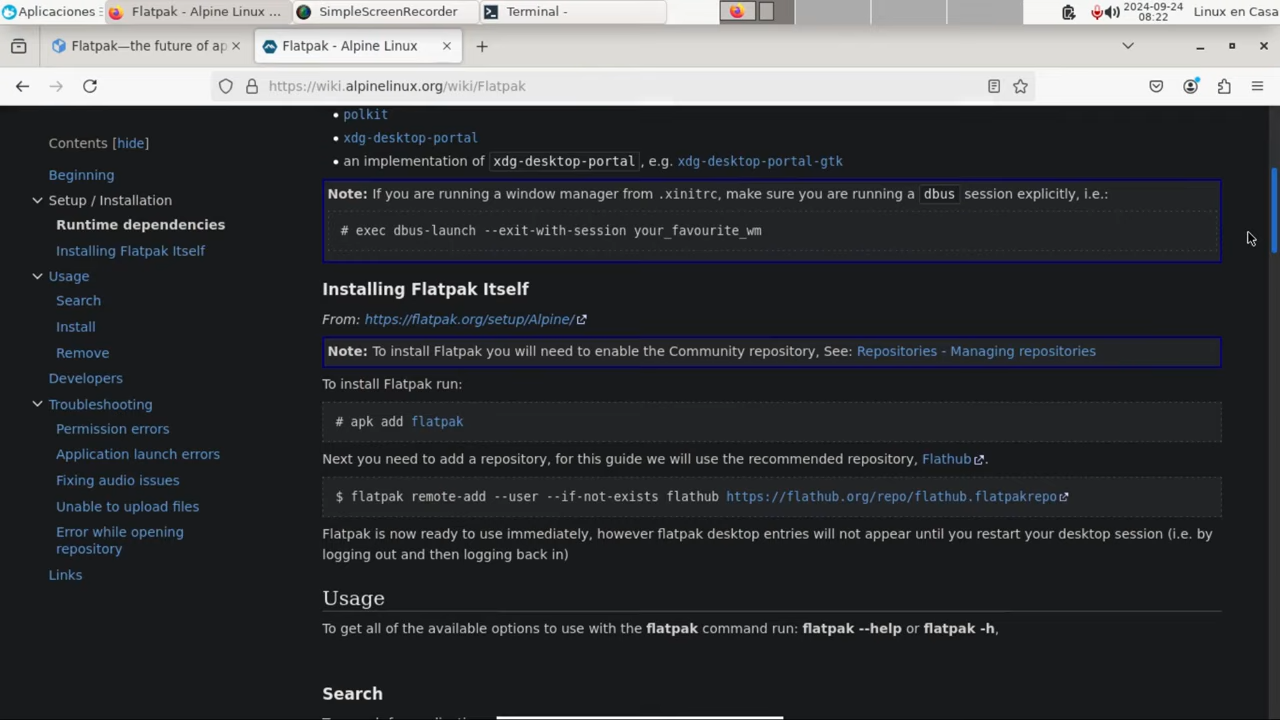 Aplicaciones
Flatpak - Alpine Linux ...
SimpleScreenRecorder
Terminal -
2024-09-24
08:22
Linux en Casa
Flatpak—the future of ap
Flatpak - Alpine Linux
https://wiki.alpinelinux.org/wiki/Flatpak
Contents [hide]
Beginning
Setup / Installation
Runtime dependencies
Installing Flatpak Itself
Usage
Search
Install
Remove
Developers
Troubleshooting
Permission errors
Application launch errors
Fixing audio issues
Unable to upload files
Error while opening
repository
Links
• polkit
• xdg-desktop-portal
• an implementation of xdg-desktop-portal, e.g. xdg-desktop-portal-gtk
Note: If you are running a window manager from .xinitrc, make sure you are running a dbus session explicitly, i.e.:
# exec dbus-launch --exit-with-session your_favourite_wm
Installing Flatpak Itself
From: https://flatpak.org/setup/Alpine/
Note: To install Flatpak you will need to enable the Community repository, See: Repositories - Managing repositories
To install Flatpak run:
# apk add flatpak
Next you need to add a repository, for this guide we will use the recommended repository, Flathub.
$ flatpak remote-add --user --if-not-exists flathub https://flathub.org/repo/flathub.flatpakrepo
Flatpak is now ready to use immediately, however flatpak desktop entries will not appear until you restart your desktop session (i.e. by
logging out and then logging back in)
Usage
To get all of the available options to use with the flatpak command run: flatpak --help or flatpak -h,
Search